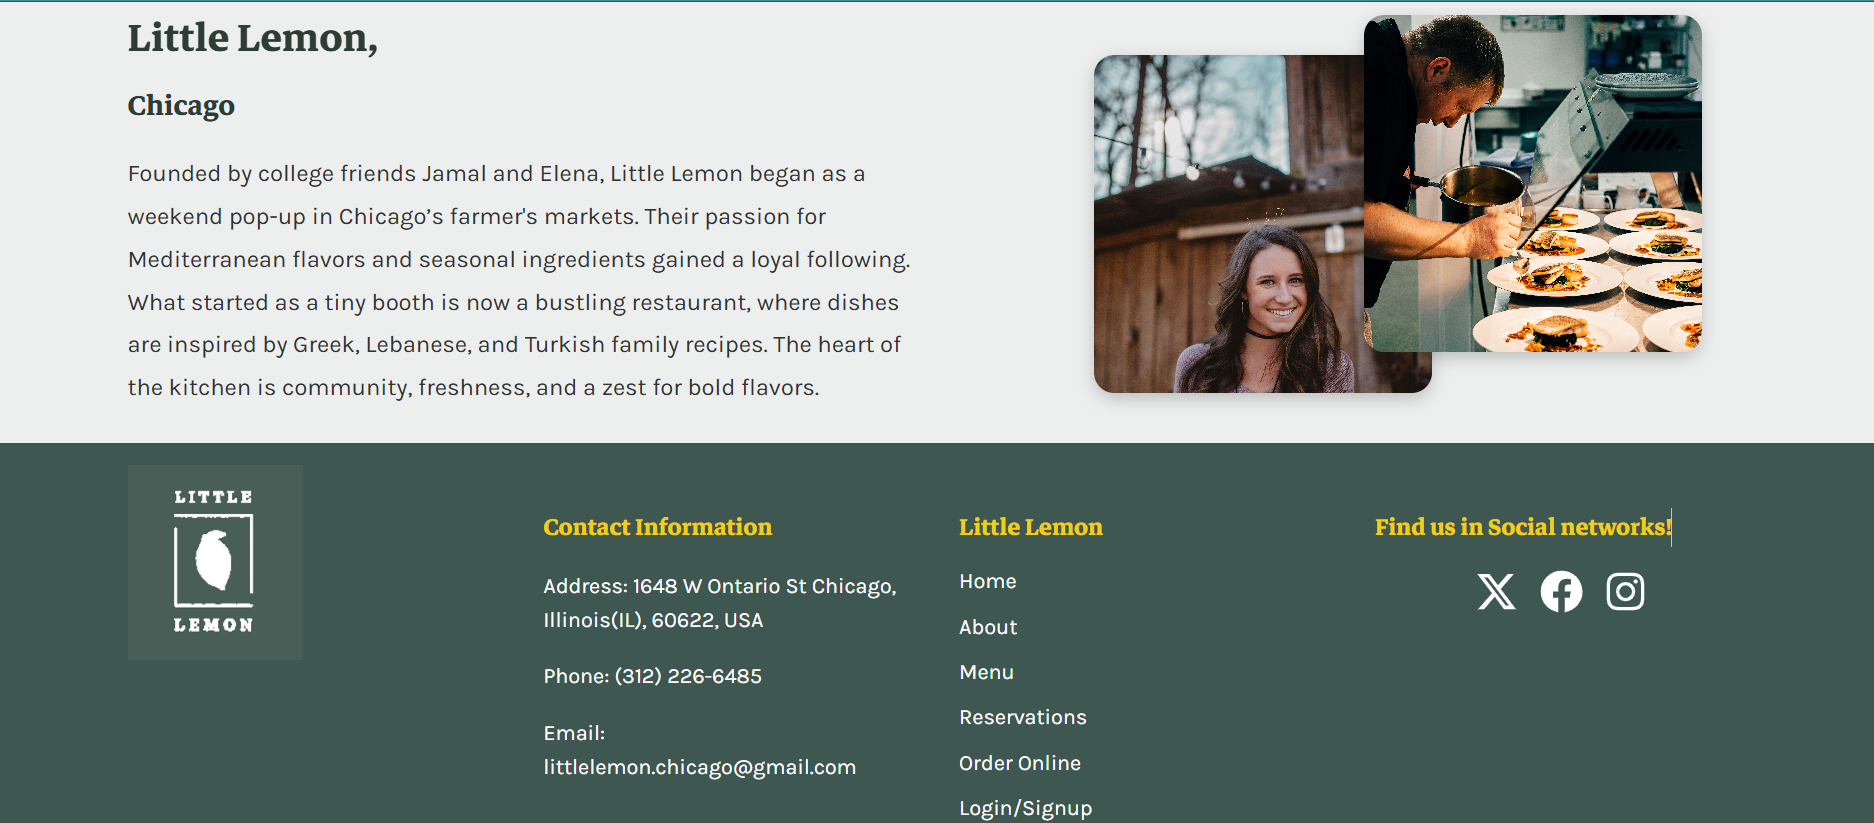 Little Lemon,
Chicago
Founded by college friends Jamal and Elena, Little Lemon began as a
weekend pop-up in Chicago’s farmer's markets. Their passion for
Mediterranean flavors and seasonal ingredients gained a loyal following.
What started as a tiny booth is now a bustling restaurant, where dishes
are inspired by Greek, Lebanese, and Turkish family recipes. The heart of
the kitchen is community, freshness, and a zest for bold flavors.
LITTLE
LEMON
Contact Information
Address: 1648 W Ontario St Chicago,
Illinois(IL), 60622, USA
Phone: (312) 226-6485
Email:
littlelemon.chicago@gmail.com
Little Lemon
Home
About
Menu
Reservations
Order Online
Login/Signup
Find us in Social networks!